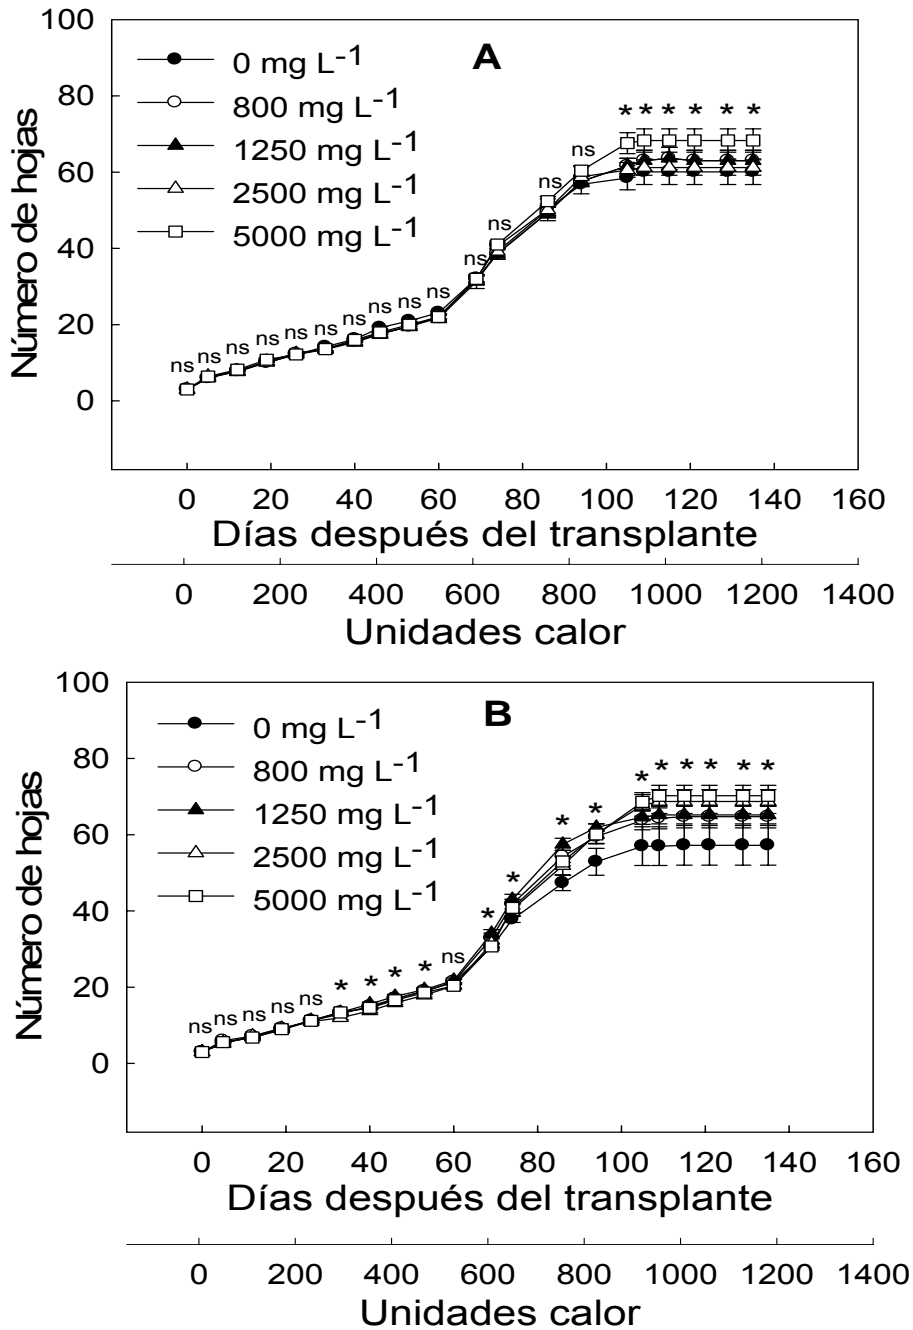 100
80
60
40
20
0
Número de hojas
A
0 mg L-1
800 mg L-1
1250 mg L-1
2500 mg L-1
5000 mg L-1
ns ns ns ns ns ns ns ns ns ns ns ns ns ns * * * * * *
0 20 40 60 80 100 120 140 160
Días después del transplante
0 200 400 600 800 1000 1200 1400
Unidades calor
100
80
60
40
20
0
Número de hojas
B
0 mg L-1
800 mg L-1
1250 mg L-1
2500 mg L-1
5000 mg L-1
ns ns ns ns ns * * * * ns * * * * * * * * * *
0 20 40 60 80 100 120 140 160
Días después del transplante
0 200 400 600 800 1000 1200 1400
Unidades calor